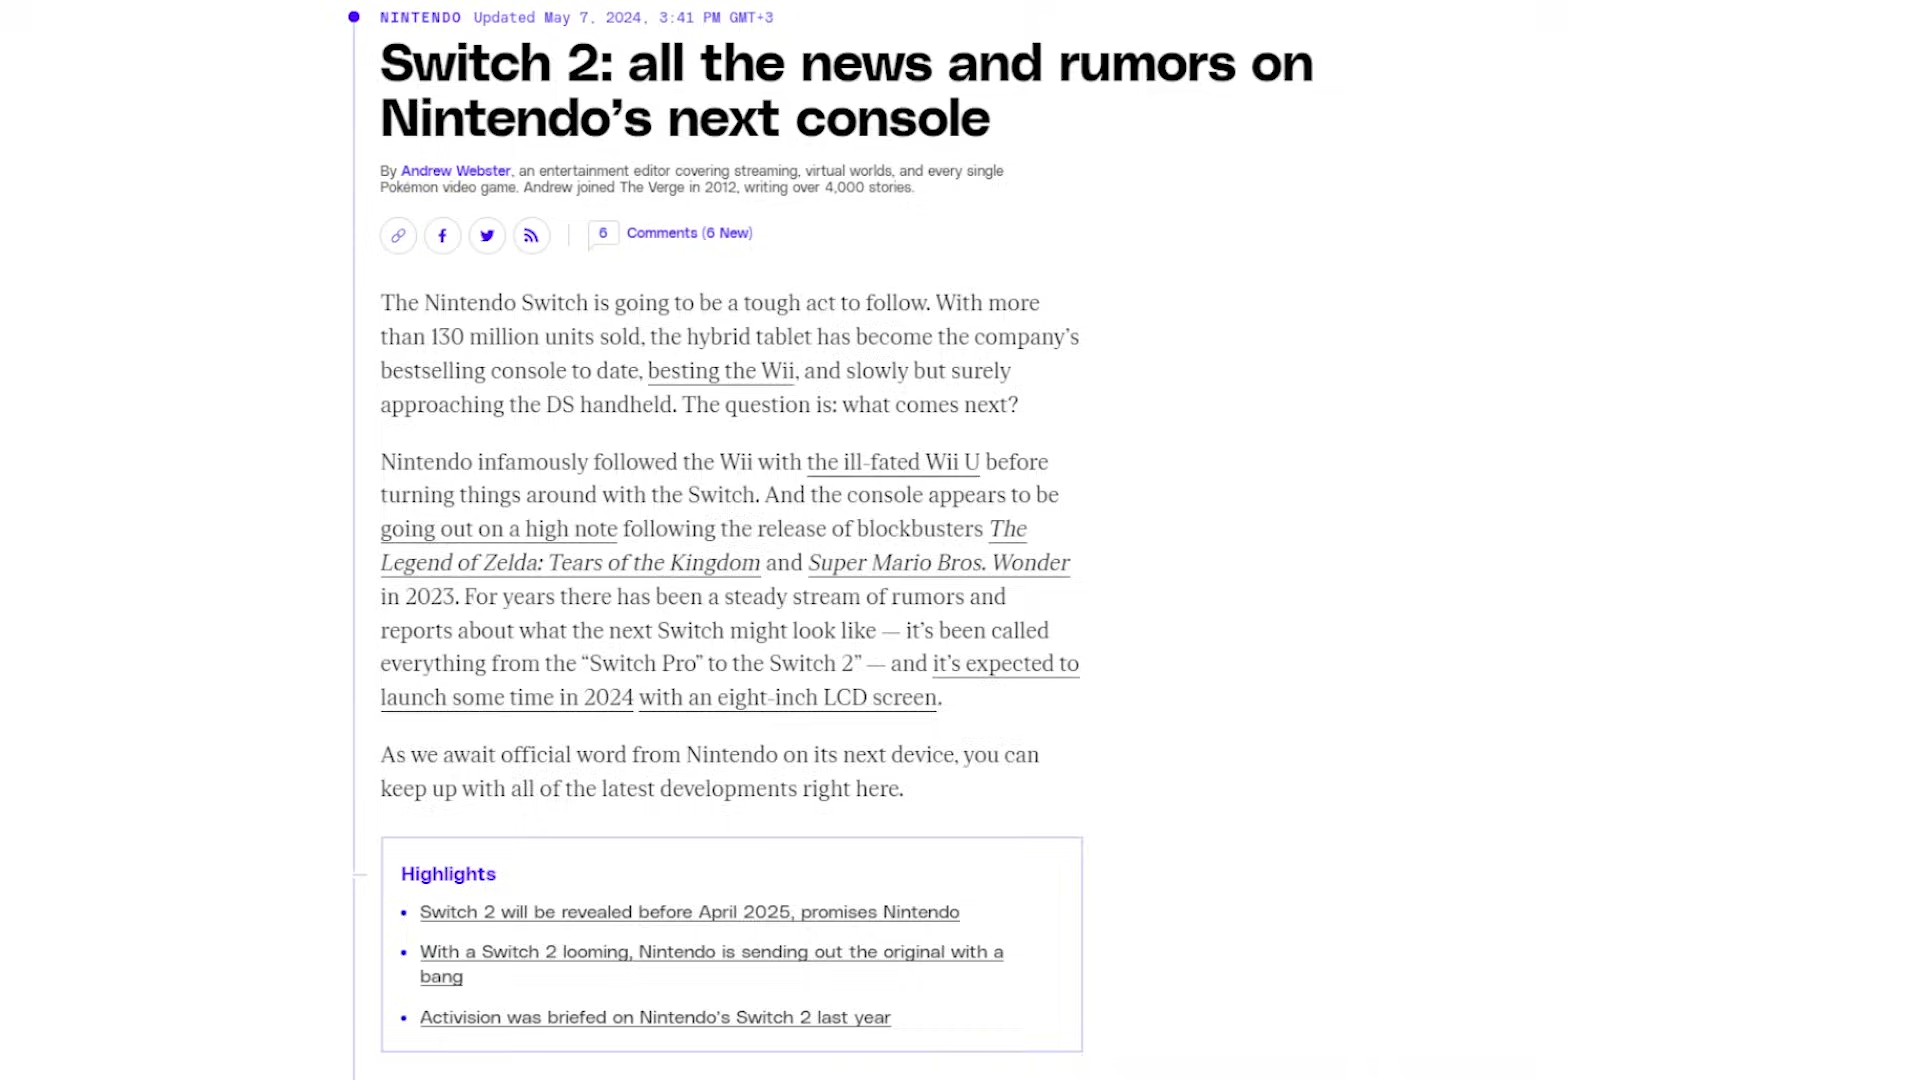 NINTENDO Updated May 7, 2024, 3:41 PM GMT+3
Switch 2: all the news and rumors on
Nintendo’s next console
By Andrew Webster, an entertainment editor covering streaming, virtual worlds, and every single
Pokémon video game. Andrew joined The Verge in 2012, writing over 4,000 stories.
6 Comments (6 New)
The Nintendo Switch is going to be a tough act to follow. With more
than 130 million units sold, the hybrid tablet has become the company’s
bestselling console to date, besting the Wii, and slowly but surely
approaching the DS handheld. The question is: what comes next?
Nintendo infamously followed the Wii with the ill-fated Wii U before
turning things around with the Switch. And the console appears to be
going out on a high note following the release of blockbusters The
Legend of Zelda: Tears of the Kingdom and Super Mario Bros. Wonder
in 2023. For years there has been a steady stream of rumors and
reports about what the next Switch might look like — it’s been called
everything from the “Switch Pro” to the Switch 2” — and it’s expected to
launch some time in 2024 with an eight-inch LCD screen.
As we await official word from Nintendo on its next device, you can
keep up with all of the latest developments right here.
Highlights
• Switch 2 will be revealed before April 2025, promises Nintendo
• With a Switch 2 looming, Nintendo is sending out the original with a
bang
• Activision was briefed on Nintendo’s Switch 2 last year